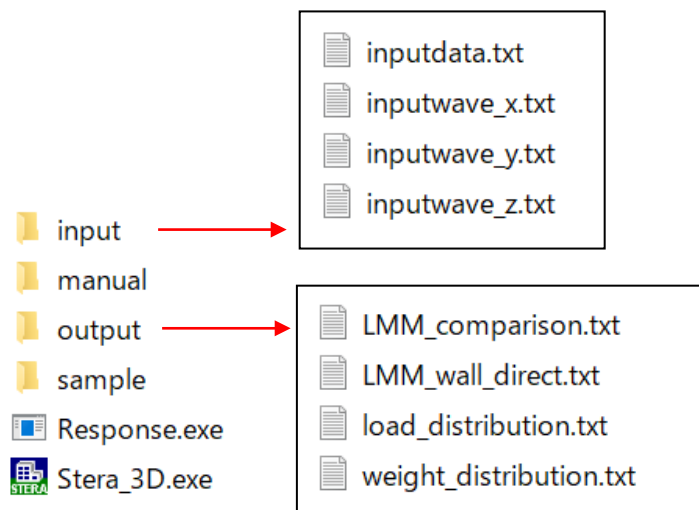 inputdata.txt
inputwave_x.txt
inputwave_y.txt
inputwave_z.txt
input
manual
output
sample
Response.exe
STERA Stera_3D.exe
LMM_comparison.txt
LMM_wall_direct.txt
load_distribution.txt
weight_distribution.txt